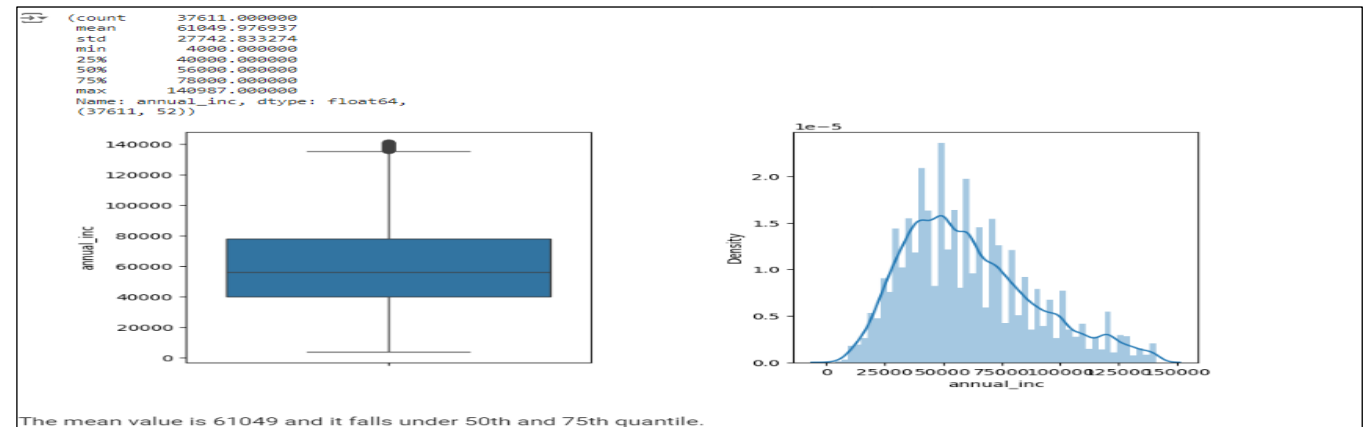 (count 37611.000000
mean 61049.976937
std 27742.833274
min 4000.000000
25% 40000.000000
50% 56000.000000
75% 78000.000000
max 140987.000000
Name: annual_inc, dtype: float64,
(37611, 52))
140000
120000
100000
80000
60000
40000
20000
0
annual_inc
1e−5
2.0
1.5
1.0
0.5
0.0
Density
0 25000 50000 75000 100000 125000 150000
annual_inc
The mean value is 61049 and it falls under 50th and 75th quantile.